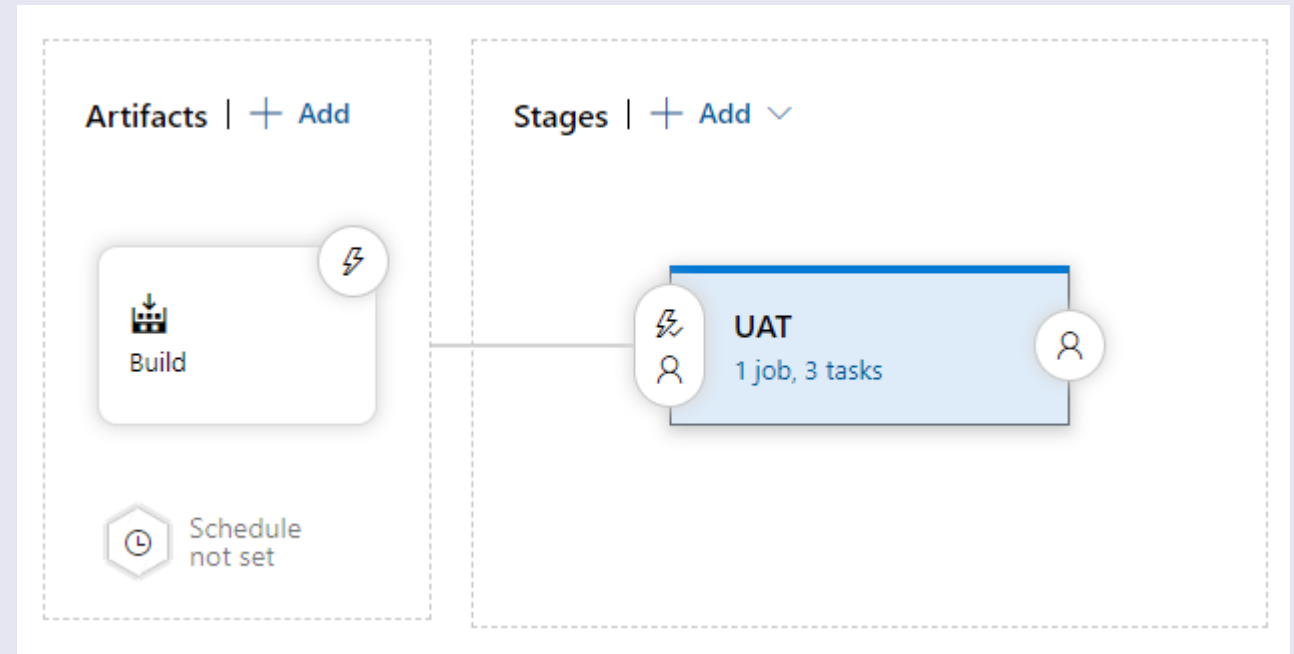 Artifacts | + Add
Stages | + Add
Build
UAT
1 job, 3 tasks
Schedule
not set